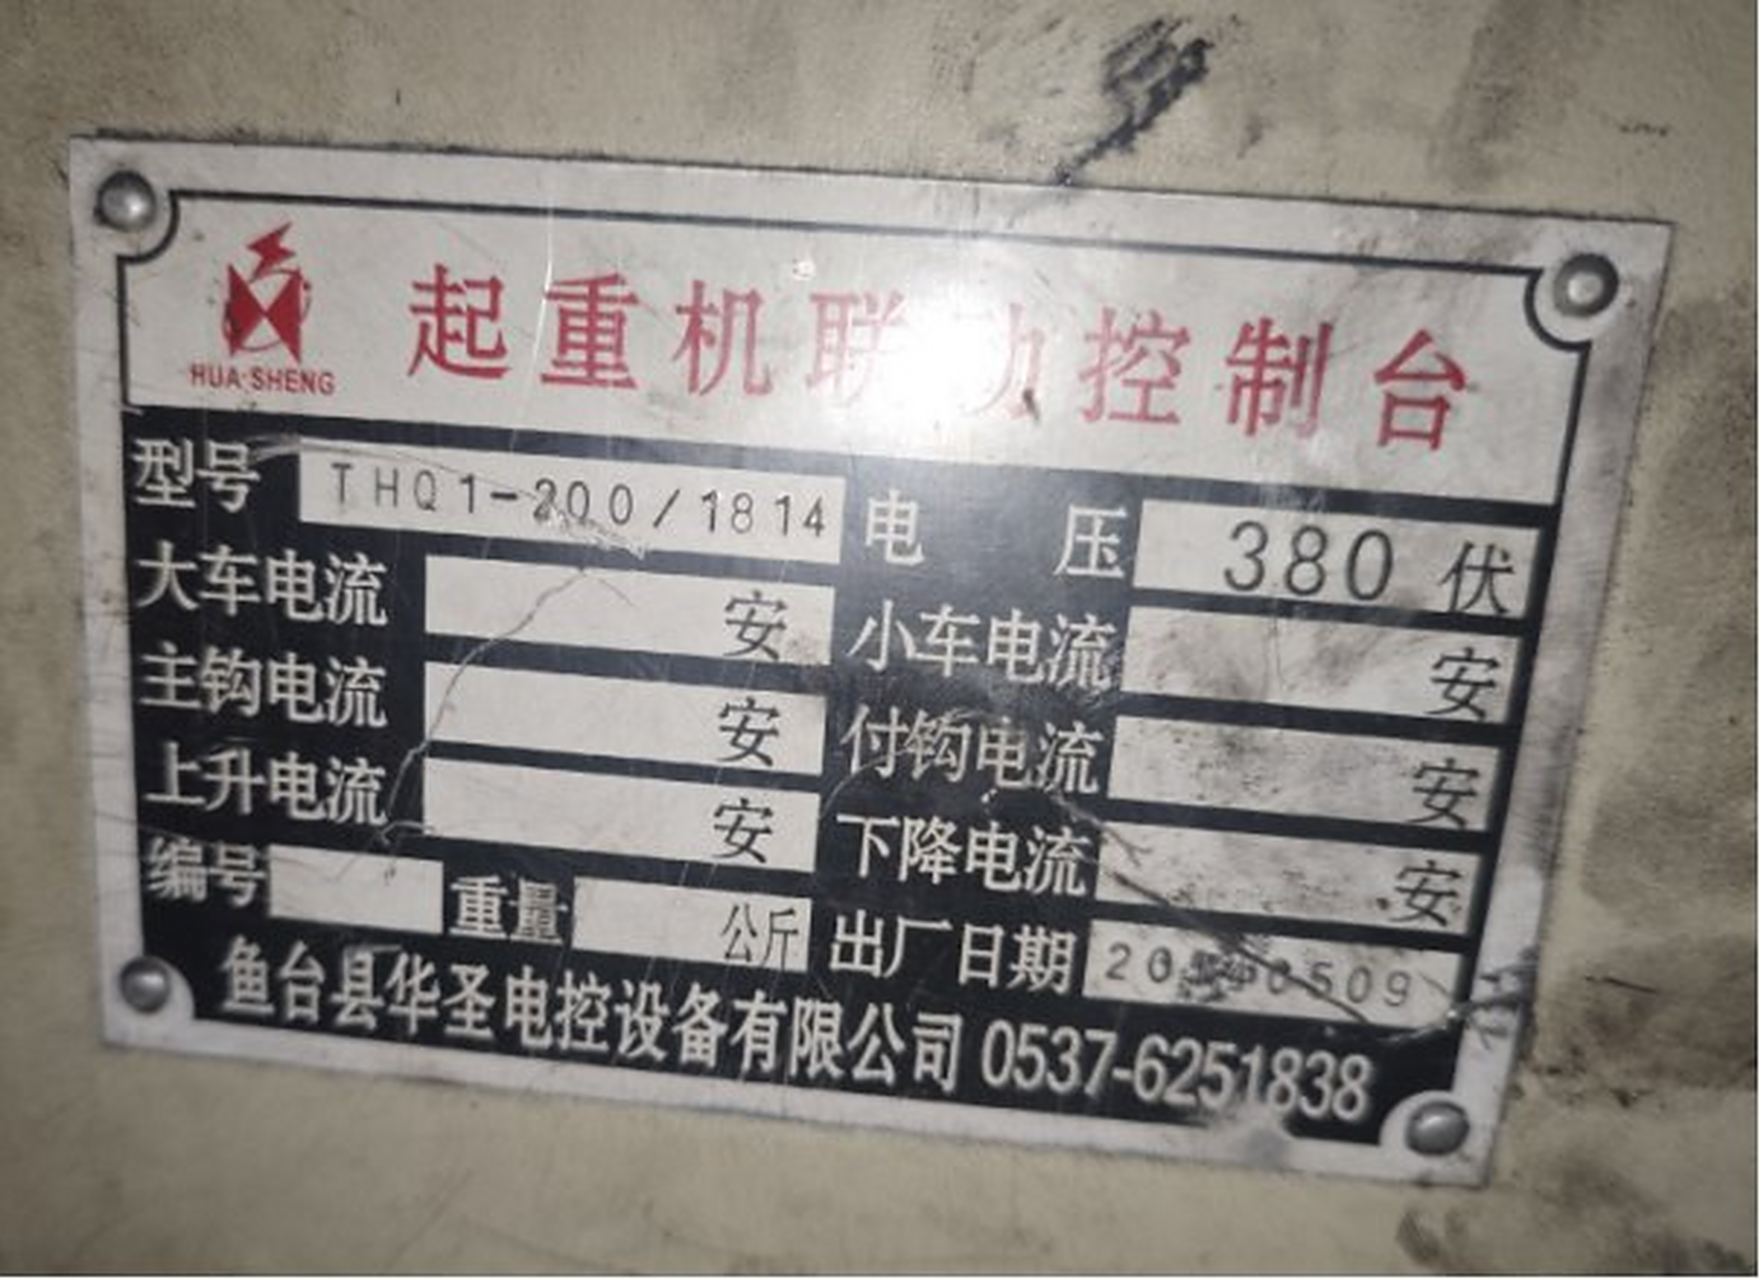 起重机联动控制台
HUA SHENG
型号 THQ1-200/1814 电压 380 伏
大车电流 安 小车电流 安
主钩电流 安 付钩电流 安
上升电流 安 下降电流 安
编号 重量 公斤 出厂日期
鱼台县华圣电控设备有限公司 0537-6251838